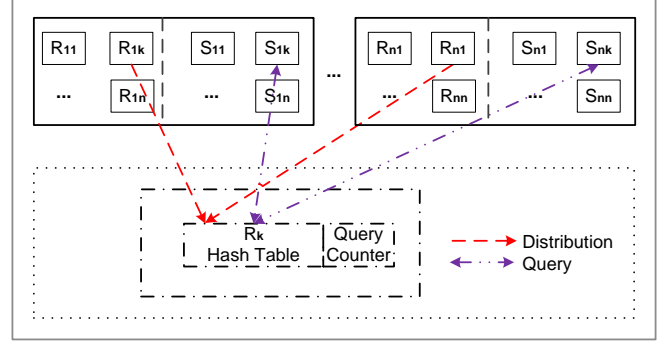 R11 R1k S11 S1k Rn1 Rn1 Sn1 Snk
...
... R1n ... S1n ... Rnn ... Snn
Rk Query
Hash Table Counter
Distribution
Query